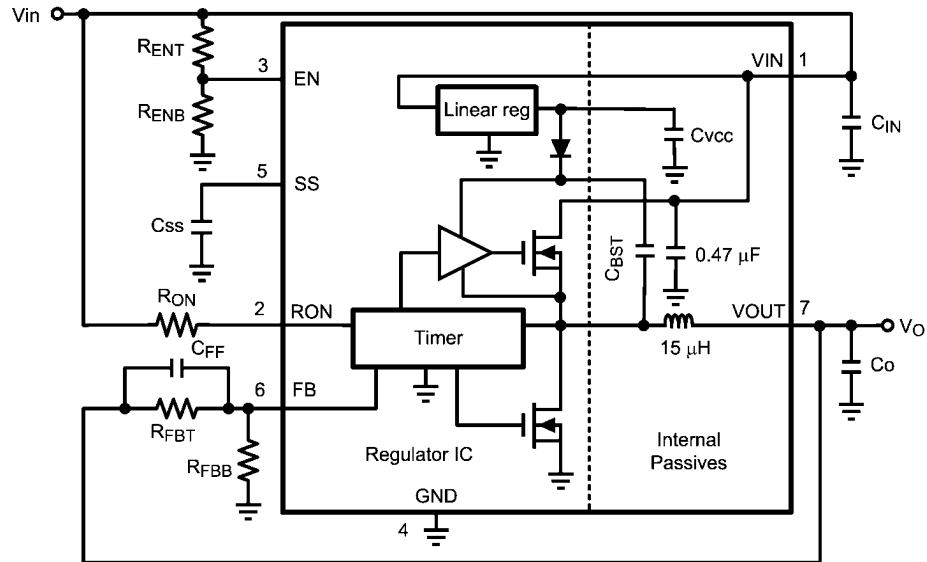 Vin
RENT
3
EN
RENB
5
SS
Css
RON
2
RON
CFF
6
FB
RFBT
RFBB
Linear reg
Cvcc
VIN
1
CIN
CBST
0.47 μF
Timer
VOUT
7
VO
15 μH
Co
Regulator IC
Internal
Passives
GND
4